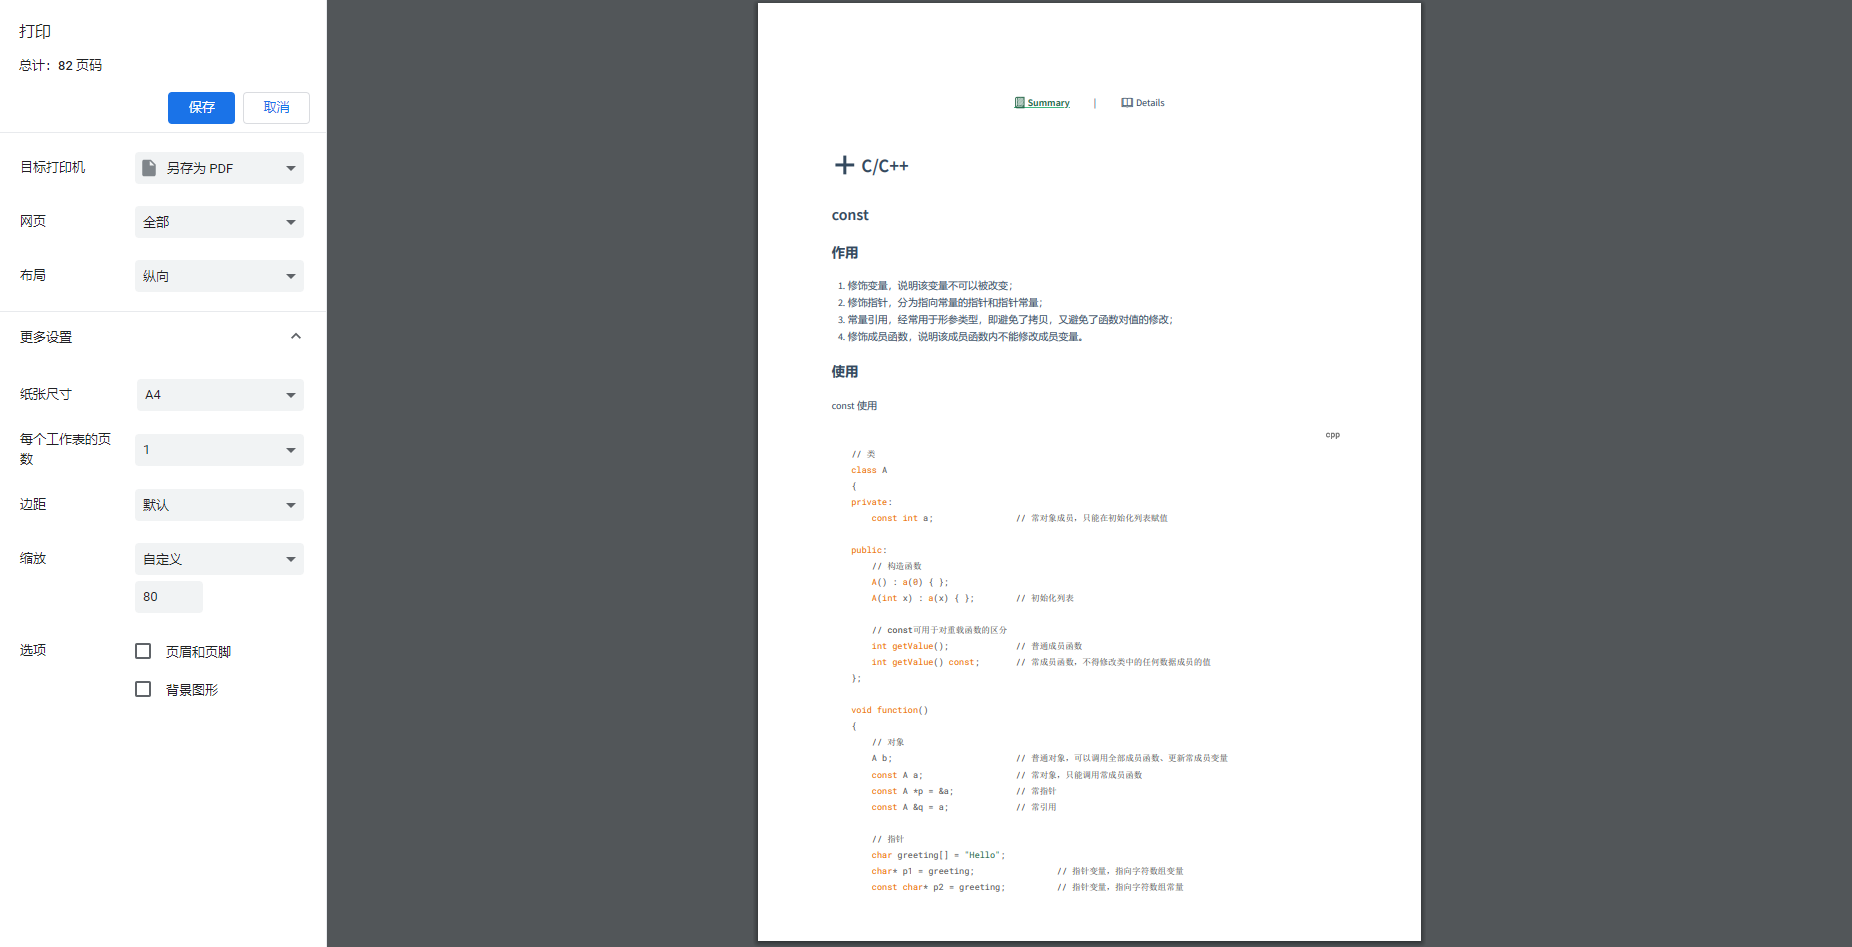 打印
总计：82 页码
保存
取消
目标打印机
另存为 PDF
网页
全部
布局
纵向
更多设置
纸张尺寸
A4
每个工作表的页
数
1
边距
默认
缩放
自定义
80
选项
页眉和页脚
背景图形
Summary | Details
C/C++
const
作用
1. 修饰变量，说明该变量不可以被改变；
2. 修饰指针，分为指向常量的指针和指针常量；
3. 常量引用，经常用于形参类型，即避免了拷贝，又避免了函数对值的修改；
4. 修饰成员函数，说明该成员函数内不能修改成员变量。
使用
const 使用
cpp
// 类
class A
{
private:
const int a; // 常对象成员，只能在初始化列表赋值
public:
// 构造函数
A() : a(0) { };
A(int x) : a(x) { }; // 初始化列表
// const可用于对重载函数的区分
int getValue(); // 普通成员函数
int getValue() const; // 常成员函数，不得修改类中的任何数据成员的值
};
void function()
{
// 对象
A b; // 普通对象，可以调用全部成员函数、更新常成员变量
const A a; // 常对象，只能调用常成员函数
const A *p = &a; // 常指针
const A &q = a; // 常引用
// 指针
char greeting[] = "Hello";
char* p1 = greeting; // 指针变量，指向字符数组变量
const char* p2 = greeting; // 指针变量，指向字符数组常量